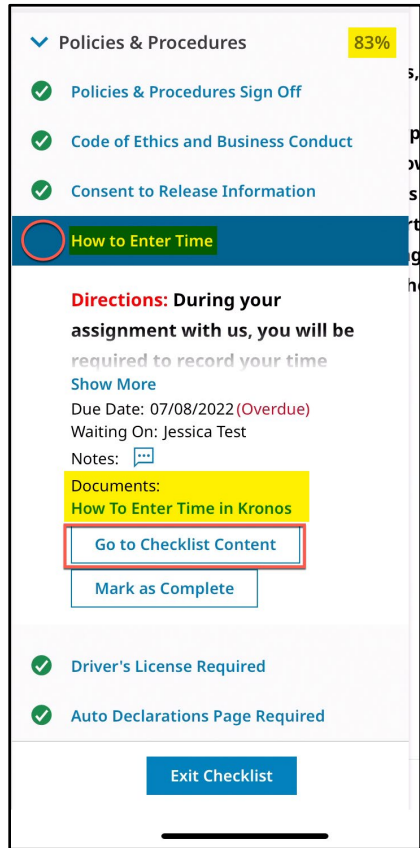 Policies & Procedures 83%
Policies & Procedures Sign Off
Code of Ethics and Business Conduct
Consent to Release Information
How to Enter Time
Directions: During your
assignment with us, you will be
required to record your time
Show More
Due Date: 07/08/2022 (Overdue)
Waiting On: Jessica Test
Notes:
Documents:
How To Enter Time in Kronos
Go to Checklist Content
Mark as Complete
Driver's License Required
Auto Declarations Page Required
Exit Checklist